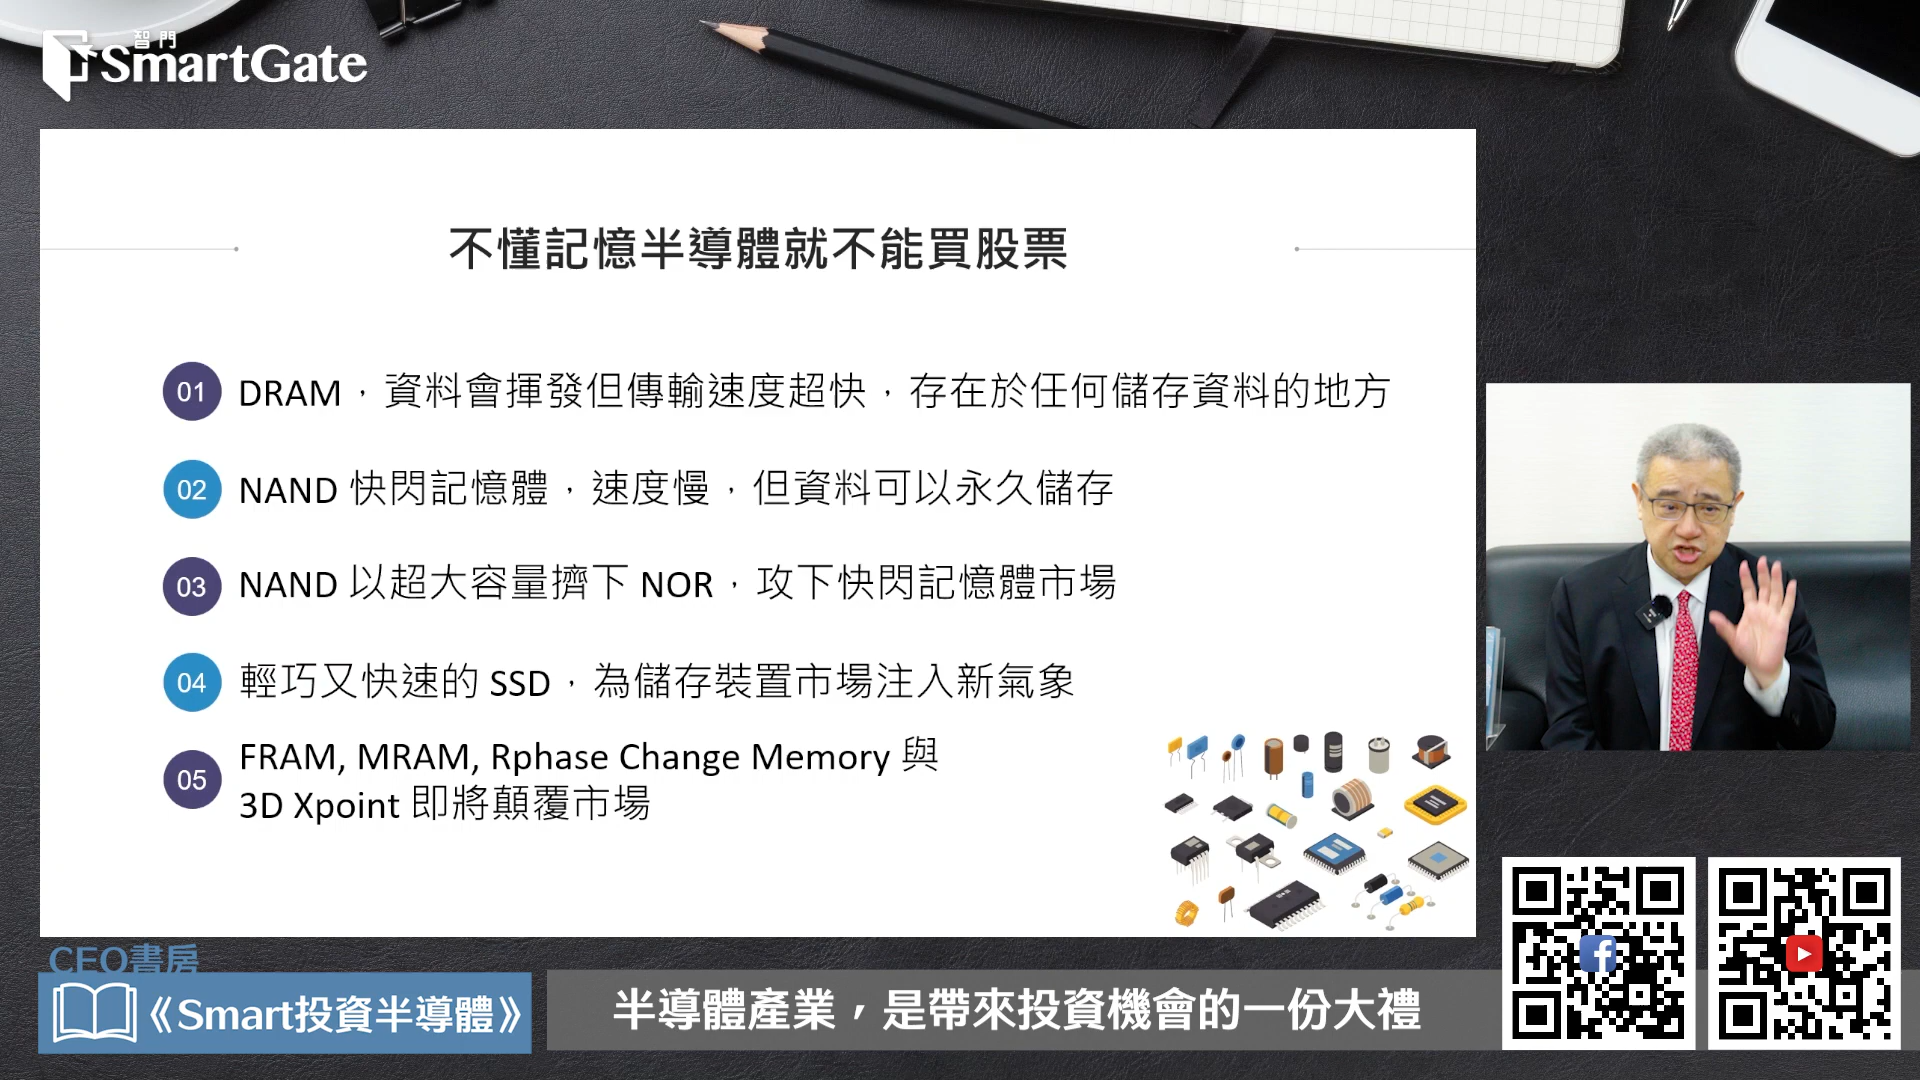 智門
SmartGate
不懂記憶半導體就不能買股票
01 DRAM，資料會揮發但傳輸速度超快，存在於任何儲存資料的地方
02 NAND 快閃記憶體，速度慢，但資料可以永久儲存
03 NAND 以超大容量擠下 NOR，攻下快閃記憶體市場
04 輕巧又快速的 SSD，為儲存裝置市場注入新氣象
05 FRAM, MRAM, Rphase Change Memory 與
3D Xpoint 即將顛覆市場
CEO書房
《Smart投資半導體》
半導體產業，是帶來投資機會的一份大禮